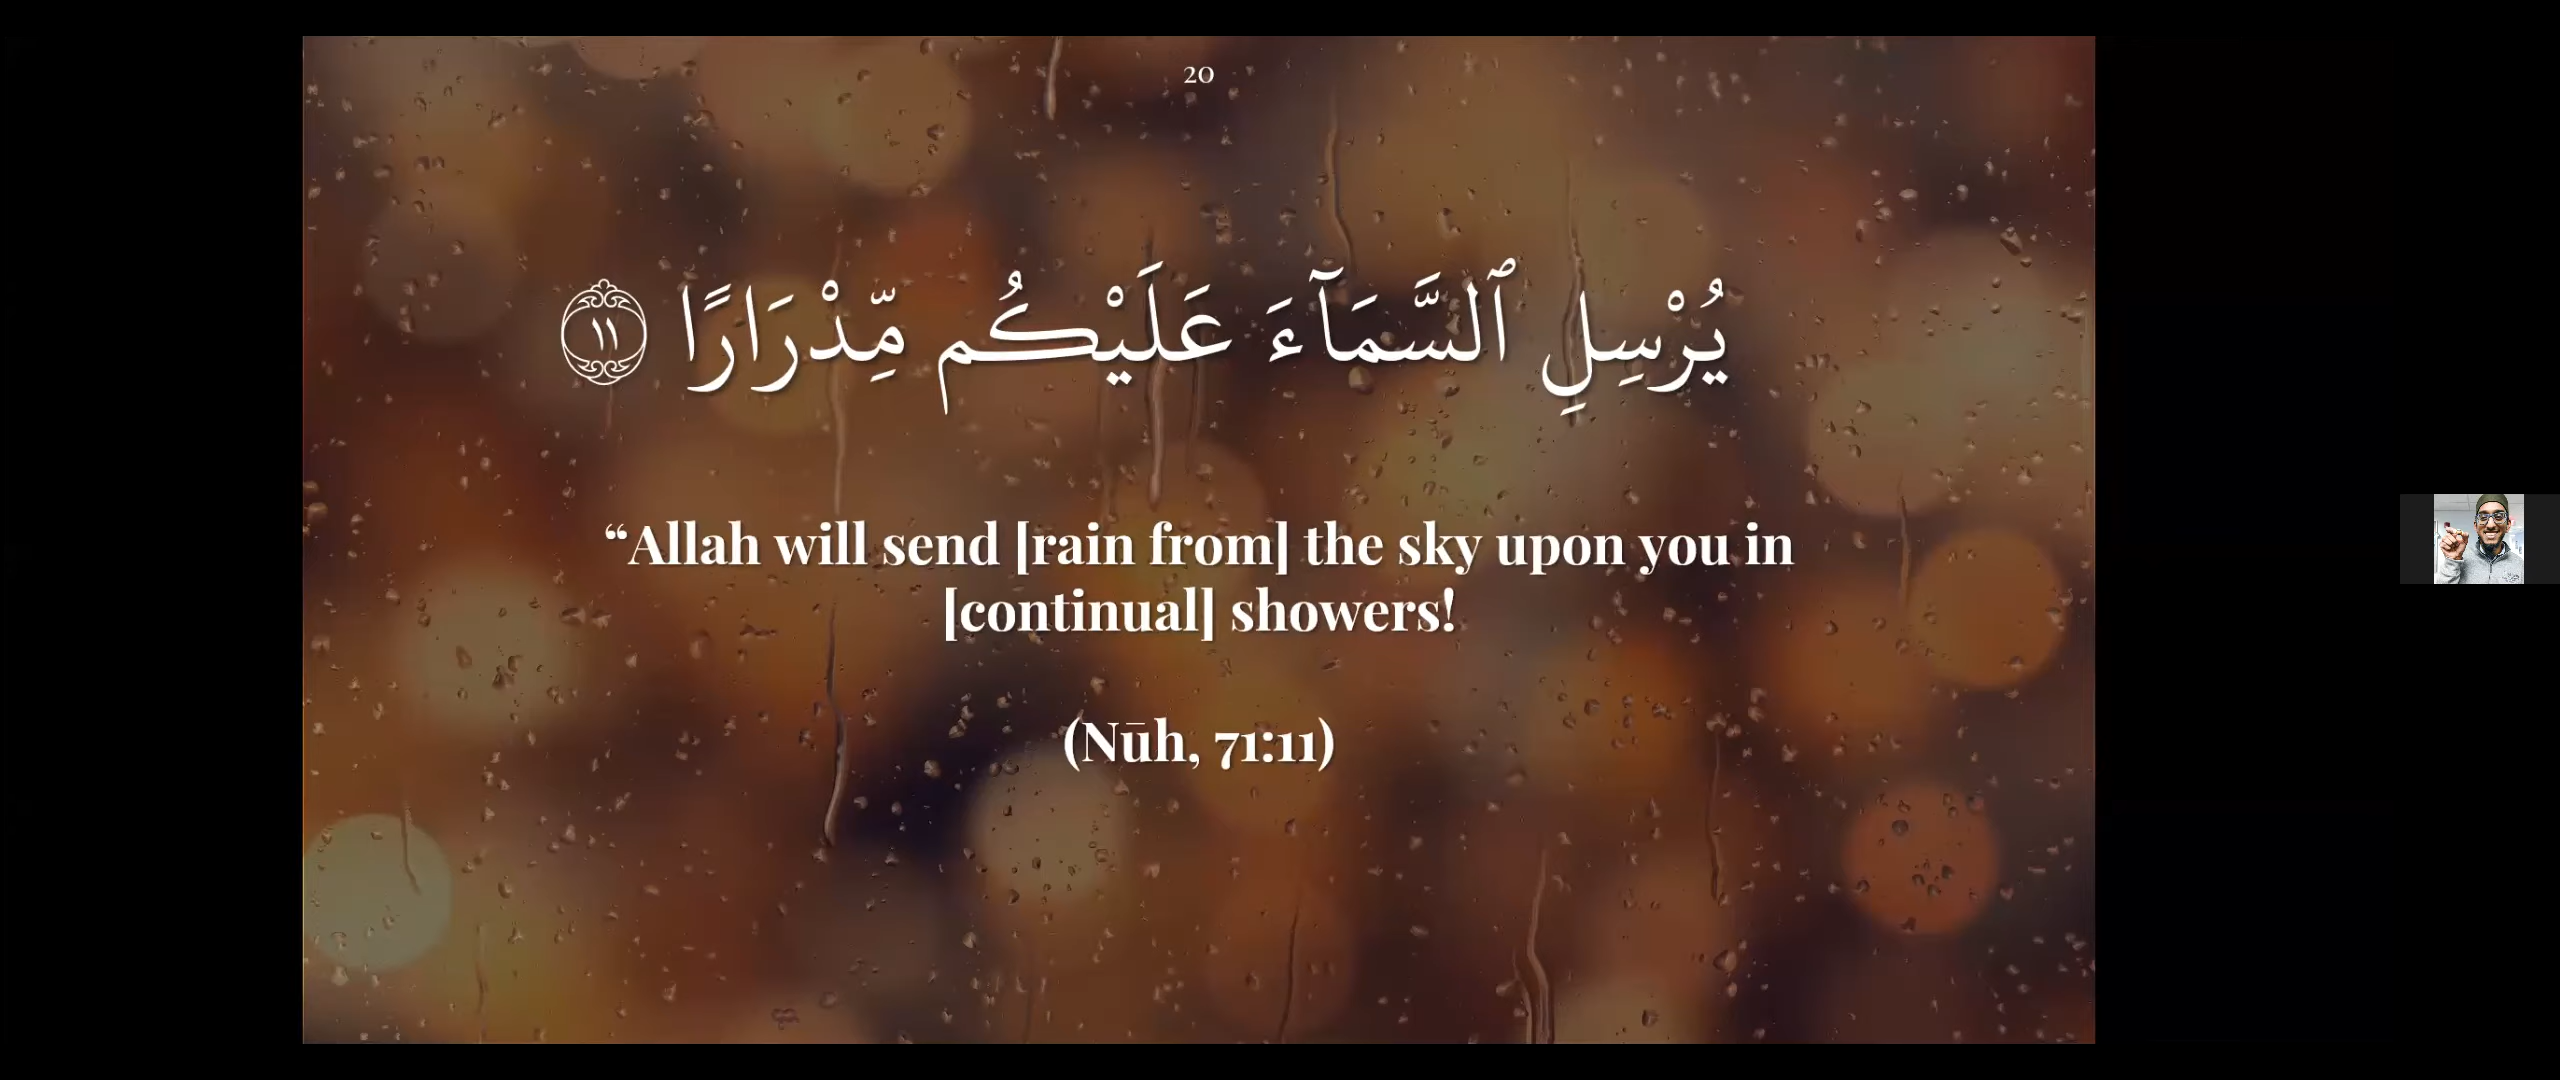 20
يُرْسِلِ ٱلسَّمَآءَ عَلَيْكُم مِّدْرَارًا ١١
“Allah will send [rain from] the sky upon you in
[continual] showers!
(Nūh, 71:11)